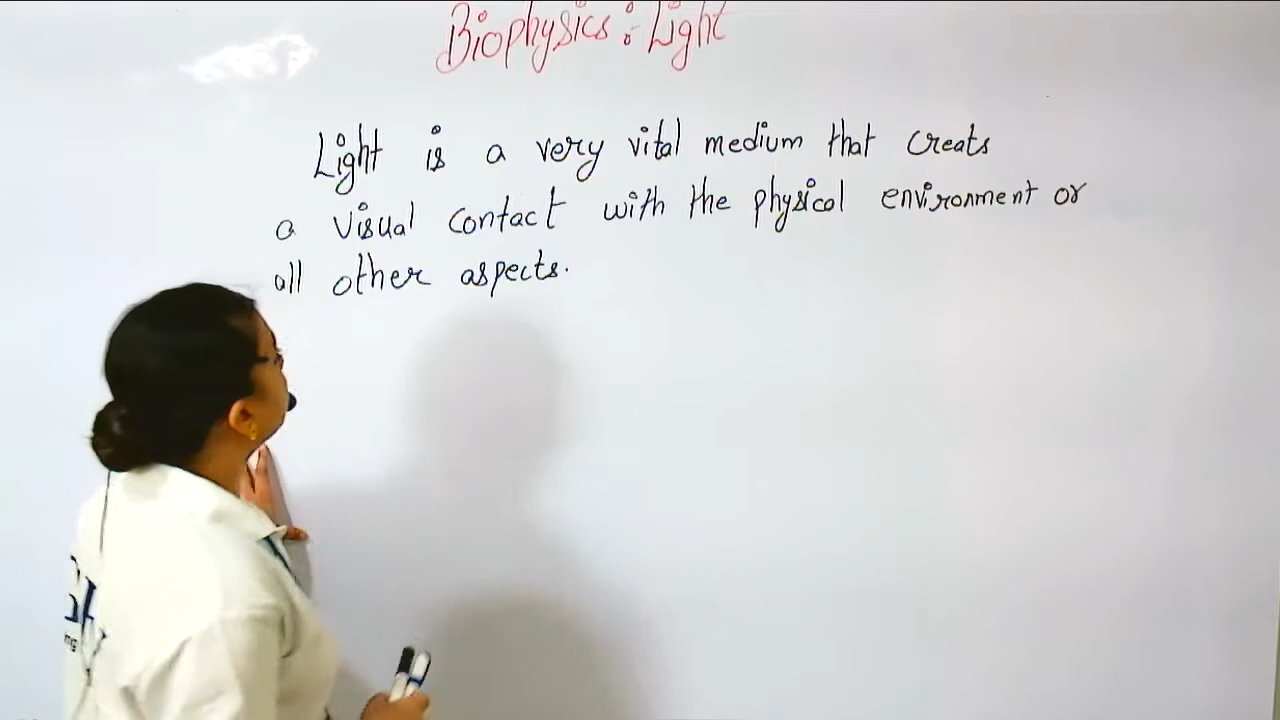 Biophysics : Light
Light is a very vital medium that creats
a visual contact with the physical environment or
all other aspects.